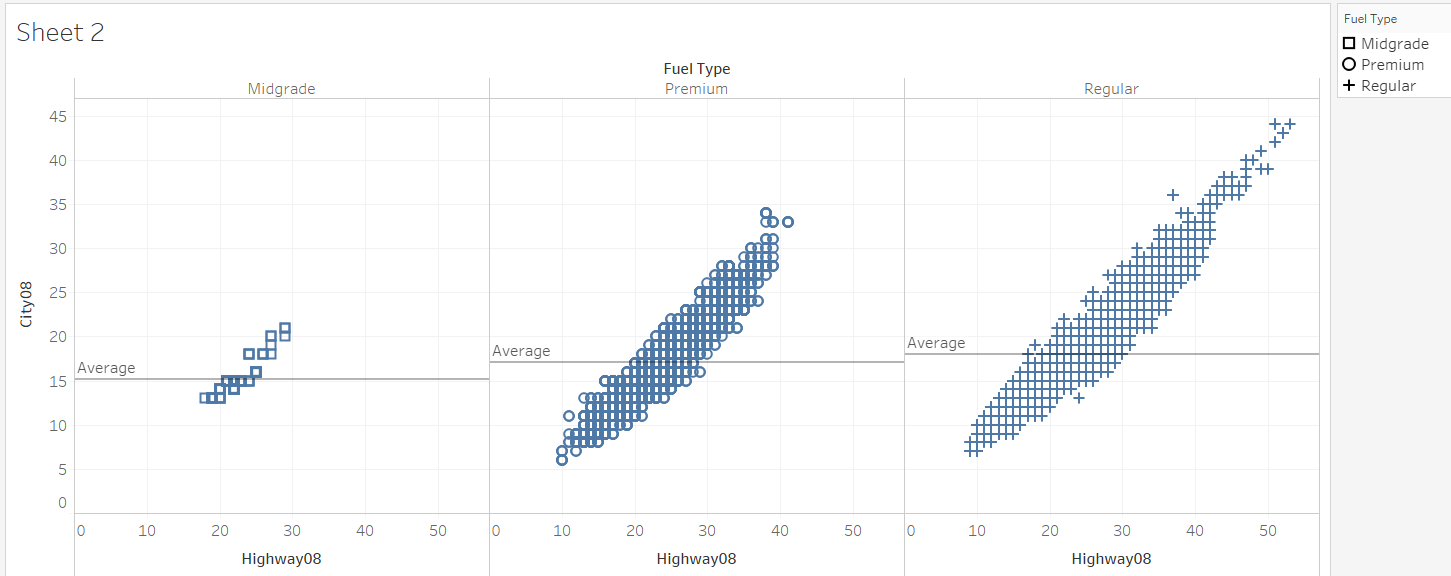 Sheet 2
Fuel Type
Midgrade
Premium
Regular
Fuel Type
Midgrade Premium Regular
City08
45
40
35
30
25
20
15
10
5
0
Average
Average
Average
0 10 20 30 40 50
0 10 20 30 40 50
0 10 20 30 40 50
Highway08 Highway08 Highway08